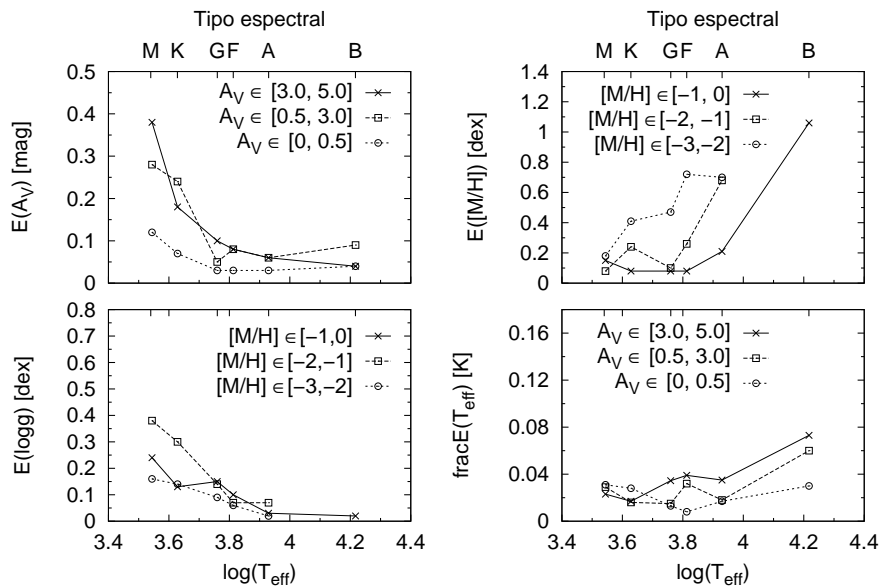 Tipo espectral
M K G F A B
E(A_V) [mag]
0.5
0.4
0.3
0.2
0.1
0
A_V ∈ [3.0, 5.0]
A_V ∈ [0.5, 3.0]
A_V ∈ [0, 0.5]
Tipo espectral
M K G F A B
E([M/H]) [dex]
1.4
1.2
1
0.8
0.6
0.4
0.2
0
[M/H] ∈ [−1, 0]
[M/H] ∈ [−2, −1]
[M/H] ∈ [−3,−2]
E(logg) [dex]
0.8
0.7
0.6
0.5
0.4
0.3
0.2
0.1
0
[M/H] ∈ [−1,0]
[M/H] ∈ [−2,−1]
[M/H] ∈ [−3,−2]
3.4 3.6 3.8 4 4.2 4.4
log(T_eff)
fracE(T_eff) [K]
0.16
0.12
0.08
0.04
0
A_V ∈ [3.0, 5.0]
A_V ∈ [0.5, 3.0]
A_V ∈ [0, 0.5]
3.4 3.6 3.8 4 4.2 4.4
log(T_eff)